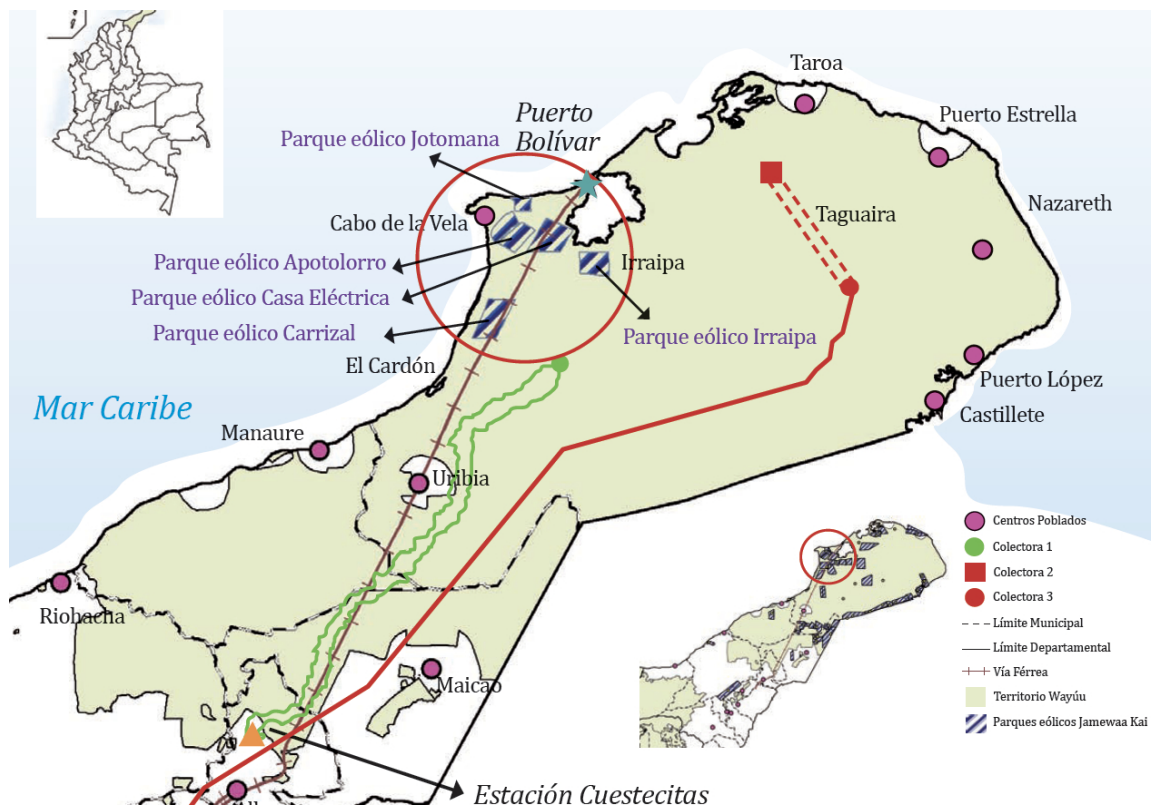 Taroa
Puerto
Bolívar
Puerto Estrella
Parque eólico Jotomana
Nazareth
Taguaira
Cabo de la Vela
Parque eólico Apotolorro
Irraipa
Parque eólico Casa Eléctrica
Parque eólico Carrizal
Parque eólico Irraipa
El Cardón
Puerto López
Castillete
Mar Caribe
Manaure
Uribia
Riohacha
Maicao
Estación Cuestecitas
Centros Poblados
Colectora 1
Colectora 2
Colectora 3
Límite Municipal
Límite Departamental
Vía Férrea
Territorio Wayúu
Parques eólicos Jamewaa Kai